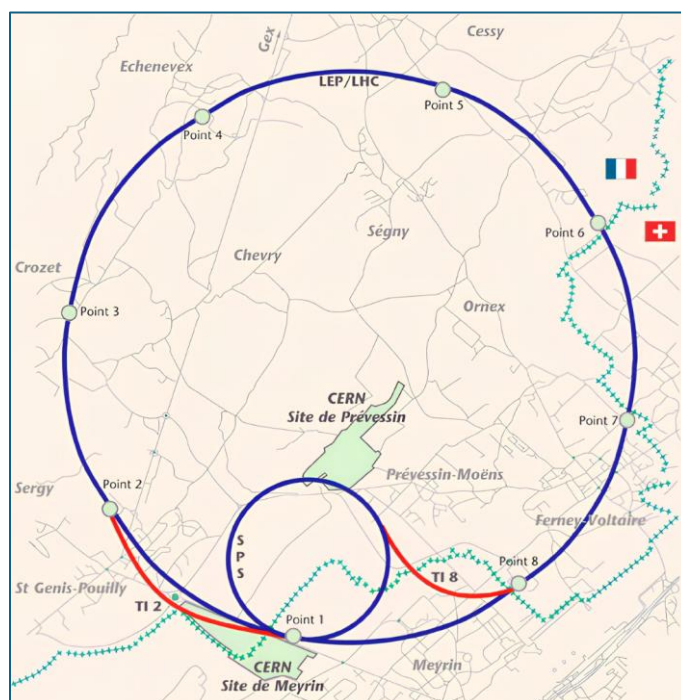 Cessy
Gex
Echenevex
LEP/LHC
Point 5
Point 4
Ségny
Point 6
Chevry
Crozet
Point 3
Ornex
CERN
Site de Prévessin
Point 7
Point 2
Sergy
Prévessin-Moëns
Ferney-Voltaire
S
P
S
Point 8
TI 8
St Genis-Pouilly
TI 2
Point 1
CERN
Site de Meyrin
Meyrin